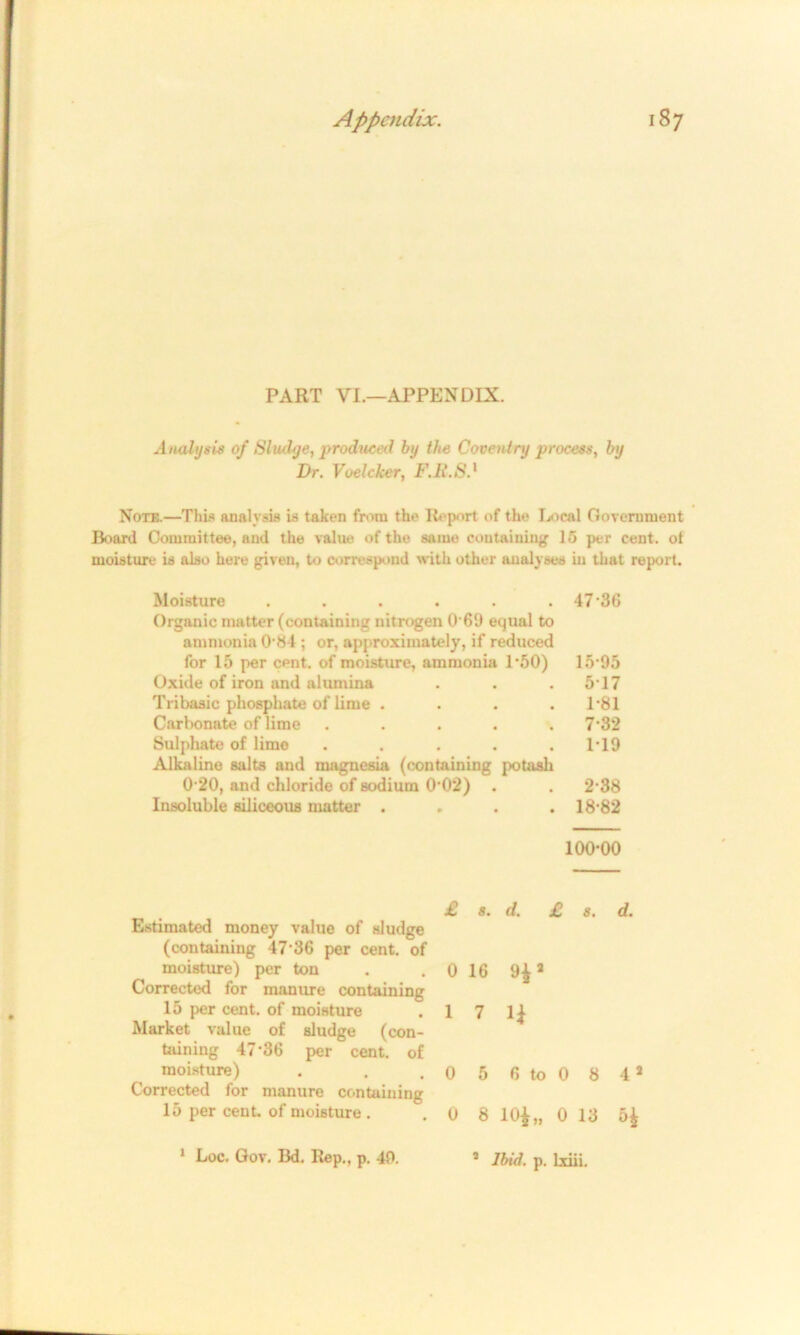 Appendix. 187
PART VI.—APPENDIX.
Analysis of Sludge, produced by the Coventry process, by
Dr. Voelcker, F.R.S.¹
NOTE.—This analysis is taken from the Report of the Local Government
Board Committee, and the value of the same containing 15 per cent. of
moisture is also here given, to correspond with other analyses in that report.
Moisture . . . . . . 47·36
Organic matter (containing nitrogen 0·69 equal to
ammonia 0·84 ; or, approximately, if reduced
for 15 per cent. of moisture, ammonia 1·50) 15·95
Oxide of iron and alumina . . . 5·17
Tribasic phosphate of lime . . . . 1·81
Carbonate of lime . . . . . 7·32
Sulphate of lime . . . . . 1·19
Alkaline salts and magnesia (containing potash
0·20, and chloride of sodium 0·02) . . 2·38
Insoluble siliceous matter . . . . 18·82
100·00
£ s. d. £ s. d.
Estimated money value of sludge
(containing 47·36 per cent. of
moisture) per ton . . 0 16 9½ ²
Corrected for manure containing
15 per cent. of moisture . 1 7 1¼
Market value of sludge (con-
taining 47·36 per cent. of
moisture) . . . 0 5 6 to 0 8 4 ²
Corrected for manure containing
15 per cent. of moisture . . 0 8 10½ „ 0 13 5½
¹ Loc. Gov. Bd. Rep., p. 49. ² Ibid. p. lxiii.